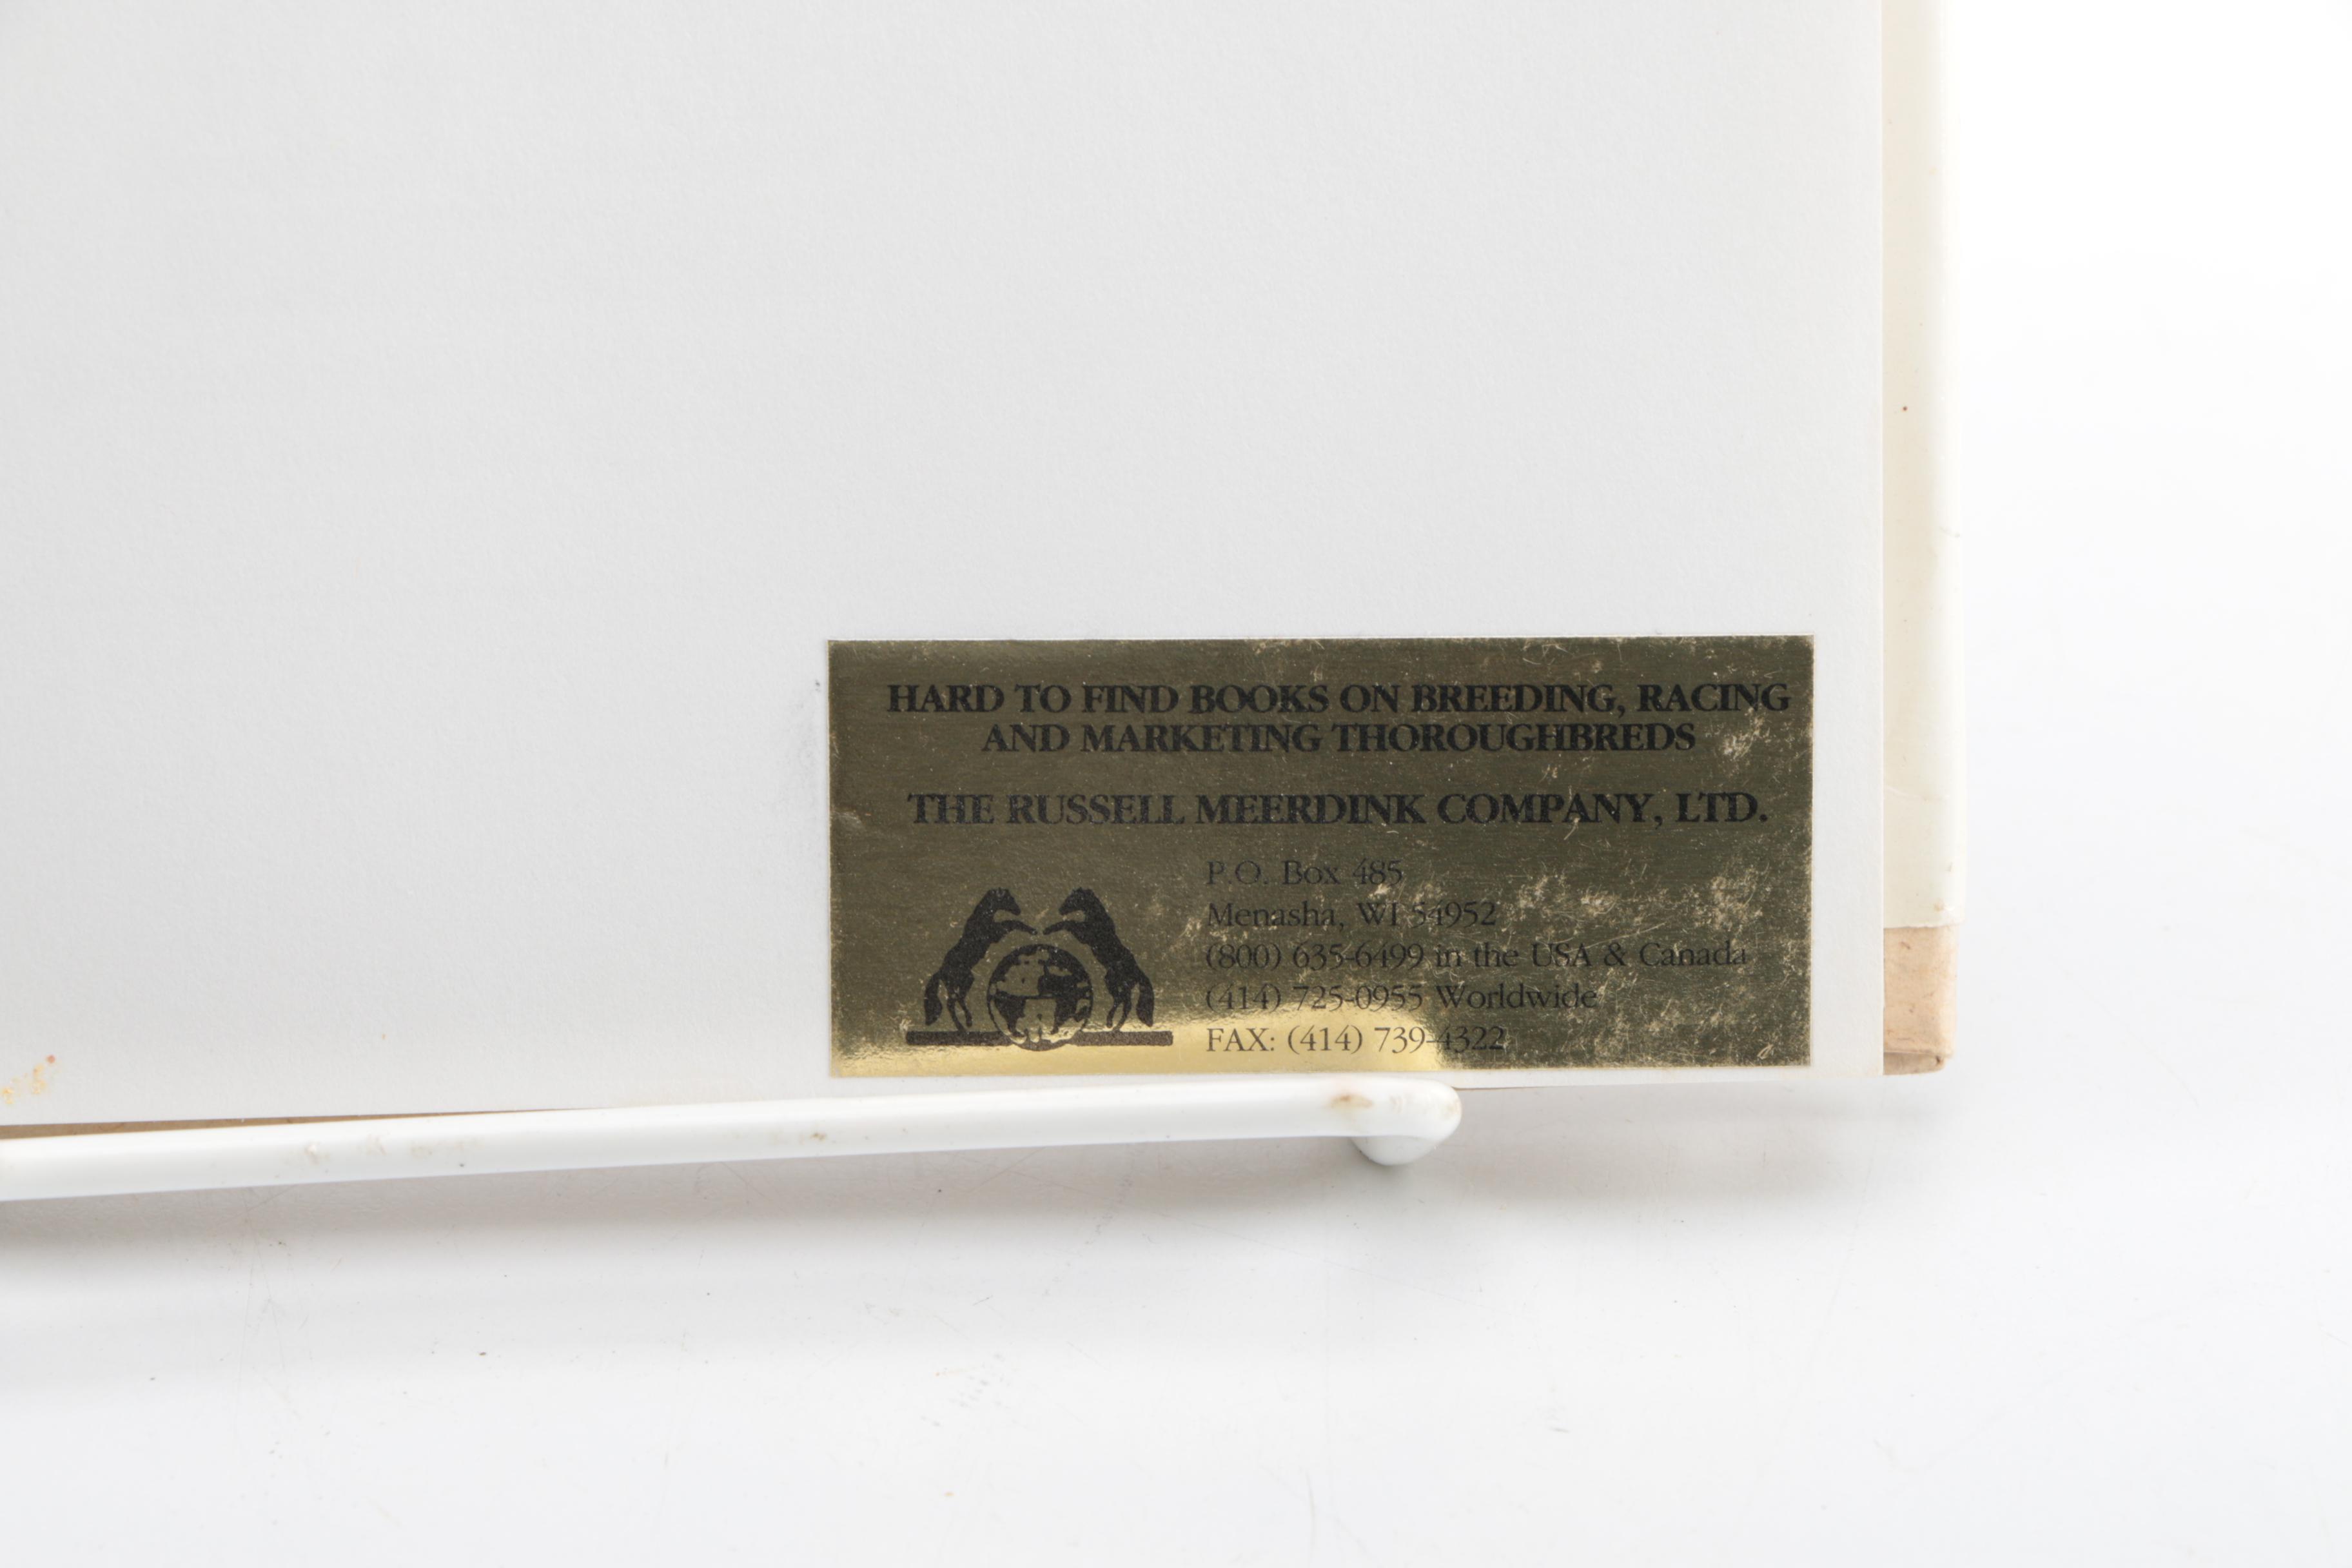 HARD TO FIND BOOKS ON BREEDING, RACING
AND MARKETING THOROUGHBREDS
THE RUSSELL MEERDINK COMPANY, LTD.
P.O. Box 485
Menasha, WI 54952
(800) 635-6499 in the USA & Canada
(414) 725-0955 Worldwide
FAX: (414) 739-4322